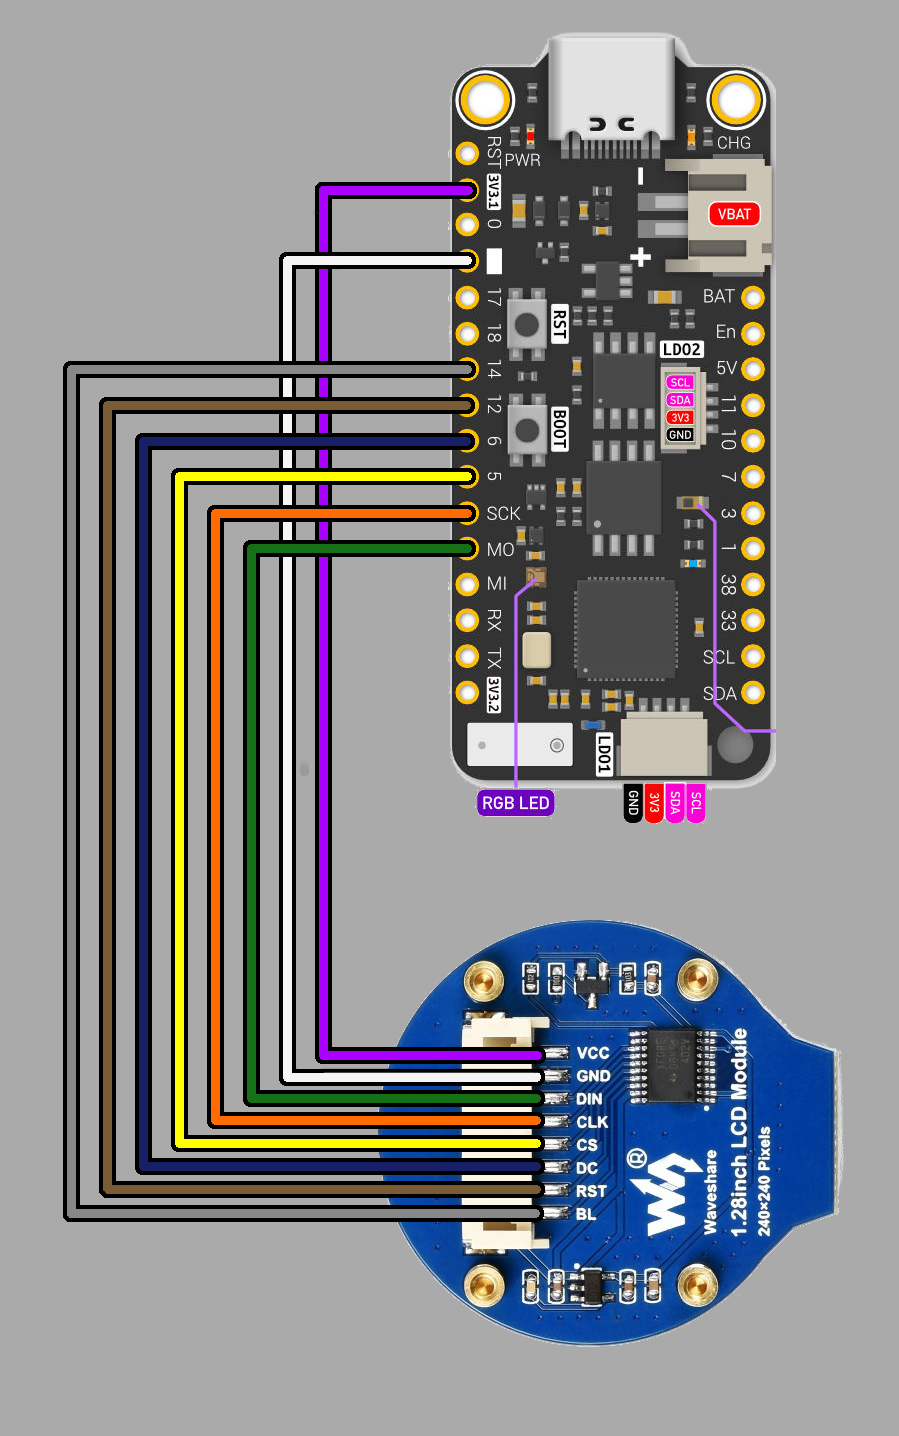 RST
PWR
CHG
3V3.1
VBAT
0
-
+
17
BAT
18
RST
En
LDO2
14
5V
SCL
SDA
3V3
GND
12
BOOT
11
6
10
5
7
SCK
3
MO
1
MI
38
RX
33
TX
SCL
3V3.2
SDA
LDO1
RGB LED
GND
3V3
SDA
SCL
VCC
GND
DIN
CLK
CS
DC
RST
BL
®
Waveshare
1.28inch LCD Module
240×240 Pixels